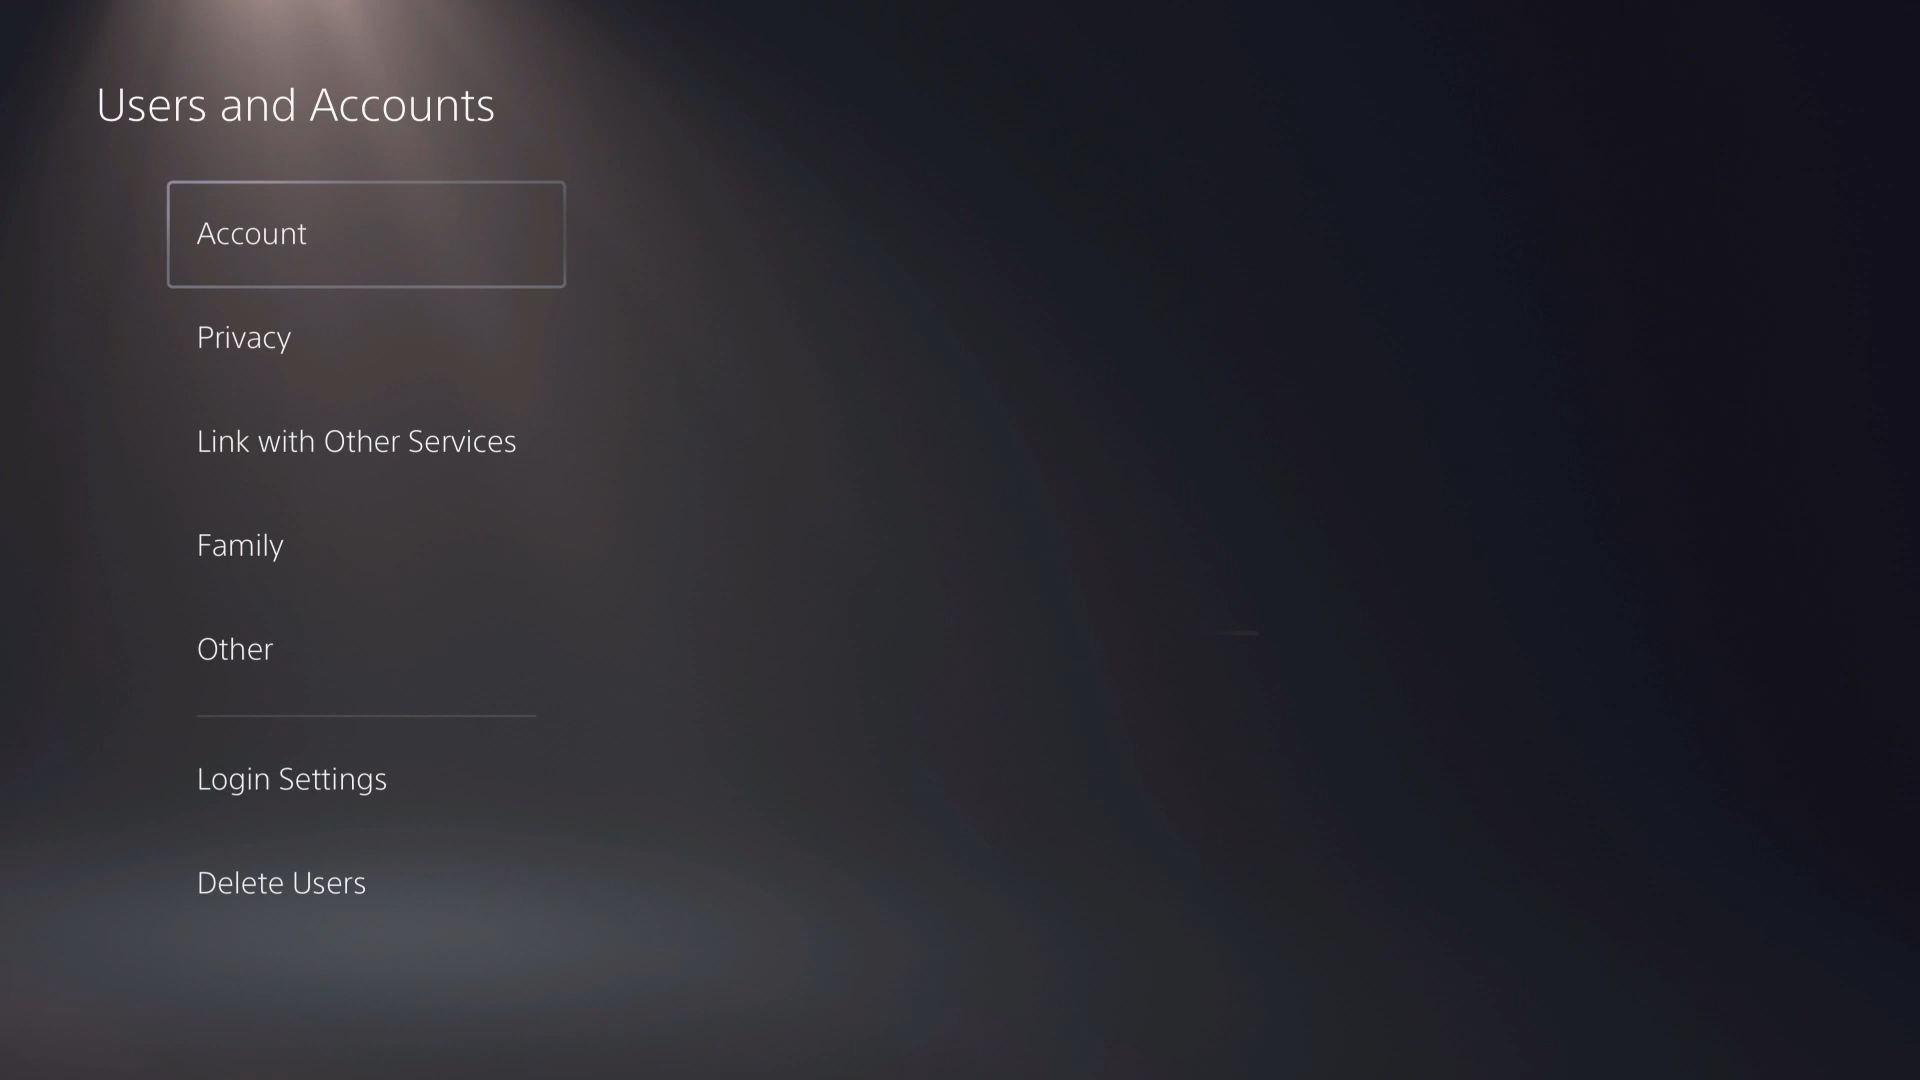 Users and Accounts
Account
Privacy
Link with Other Services
Family
Other
Login Settings
Delete Users